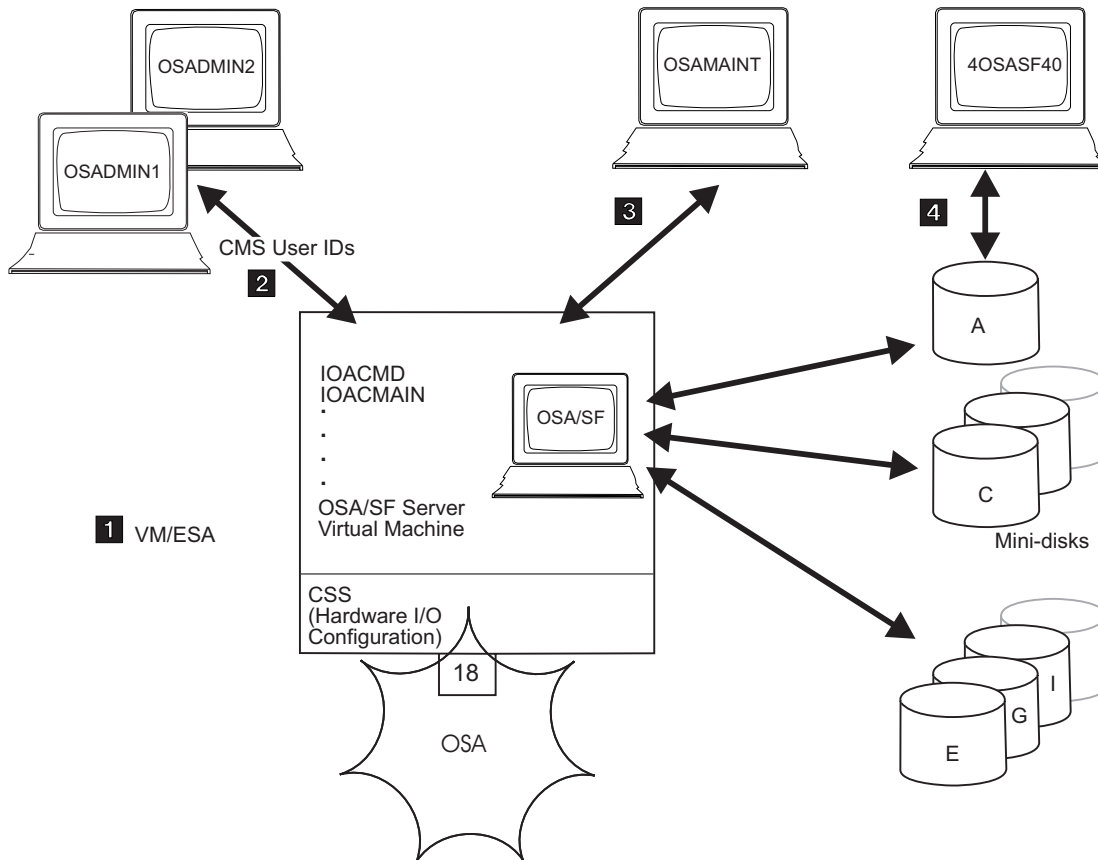 OSADMIN2
OSAMAINT
4OSASF40
OSADMIN1
3
4
CMS User IDs
2
A
IOACMD
IOACMAIN
.
.
.
.
OSA/SF
C
OSA/SF Server
Virtual Machine
1 VM/ESA
Mini-disks
CSS
(Hardware I/O
Configuration)
18
I
G
E
OSA